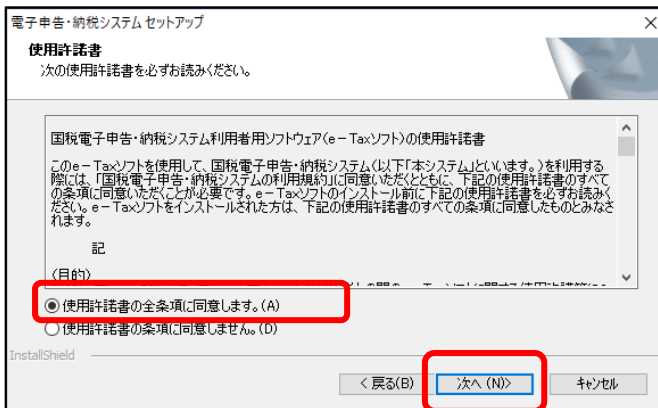 電子申告・納税システム セットアップ
使用許諾書
次の使用許諾書を必ずお読みください。
国税電子申告・納税システム利用者用ソフトウェア(e-Taxソフト)の使用許諾書
このe-Taxソフトを使用して、国税電子申告・納税システム(以下「本システム」といいます。)を利用する
際には、「国税電子申告・納税システムの利用規約」に同意いただくとともに、下記の使用許諾書のすべて
の条項に同意いただくことが必要です。e-Taxソフトのインストール前に下記の使用許諾書を必ずお読みく
ださい。e-Taxソフトをインストールされた方は、下記の使用許諾書のすべての条項に同意したものとみなさ
れます。
記
(目的)
使用許諾書の全条項に同意します。(A)
使用許諾書の条項に同意しません。(D)
InstallShield
< 戻る(B)
次へ (N)>
キャンセル